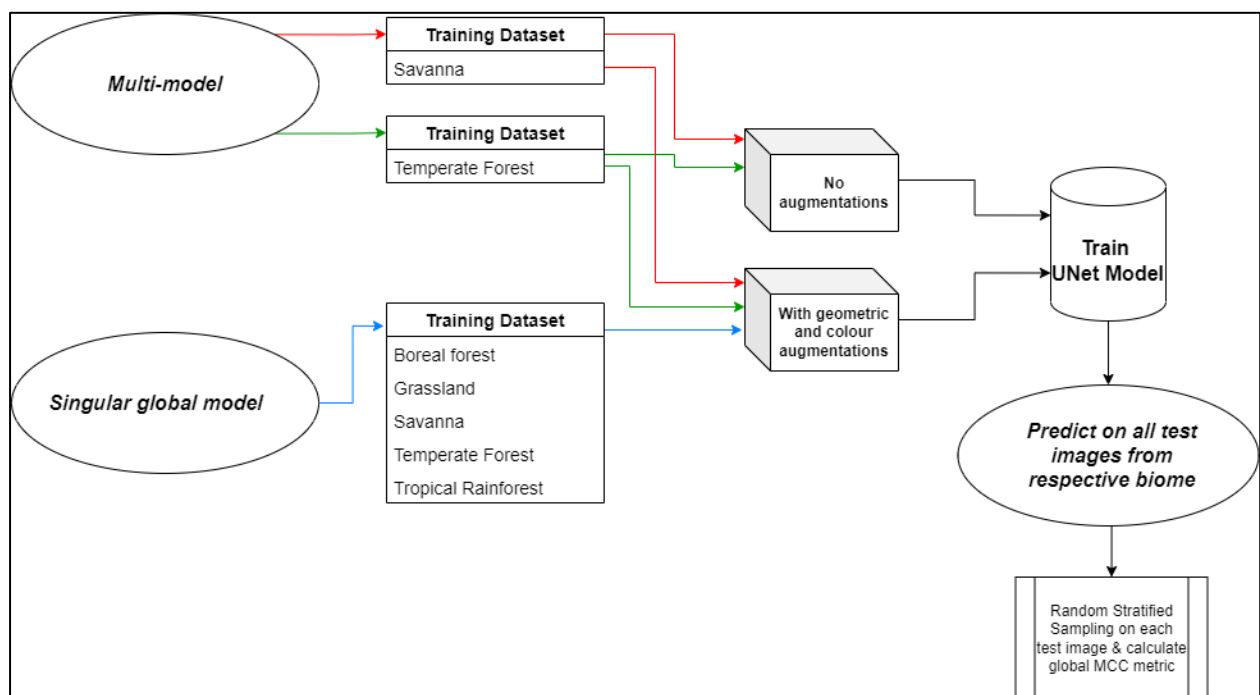 Multi-model
Training Dataset
Savanna
Training Dataset
Temperate Forest
No
augmentations
Train
UNet Model
With geometric
and colour
augmentations
Singular global model
Training Dataset
Boreal forest
Grassland
Savanna
Temperate Forest
Tropical Rainforest
Predict on all test
images from
respective biome
Random Stratified
Sampling on each
test image & calculate
global MCC metric